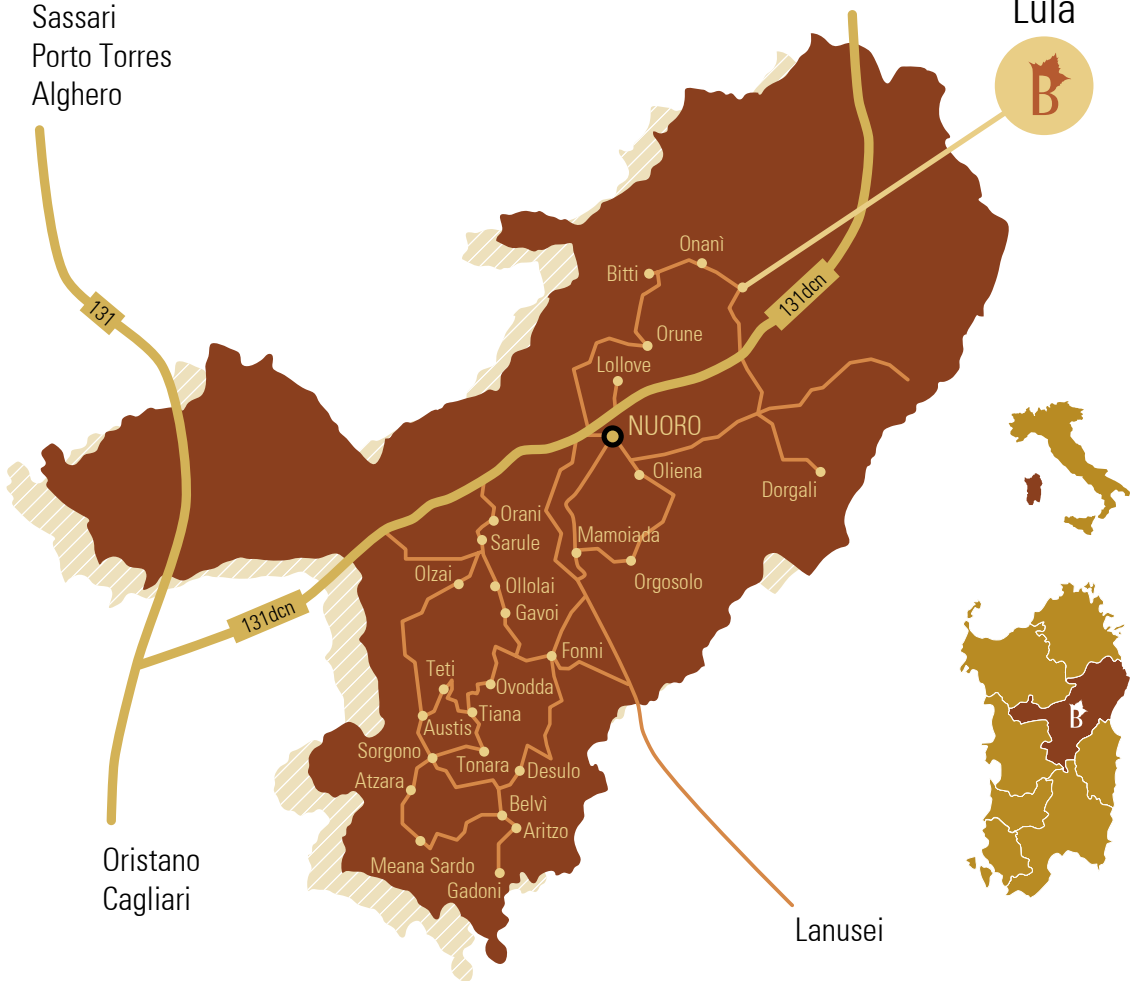 Sassari
Porto Torres
Alghero
Lula
B
131
131dcn
Onanì
Bitti
Orune
Lollove
NUORO
Oliena
Dorgali
Orani
Sarule
Mamoiada
Olzai
Ollolai
Orgosolo
Gavoi
131dcn
Fonni
Teti
Ovodda
Tiana
Austis
Sorgono
Tonara
Desulo
Atzara
Belvì
Aritzo
Meana Sardo
Gadoni
B
Oristano
Cagliari
Lanusei